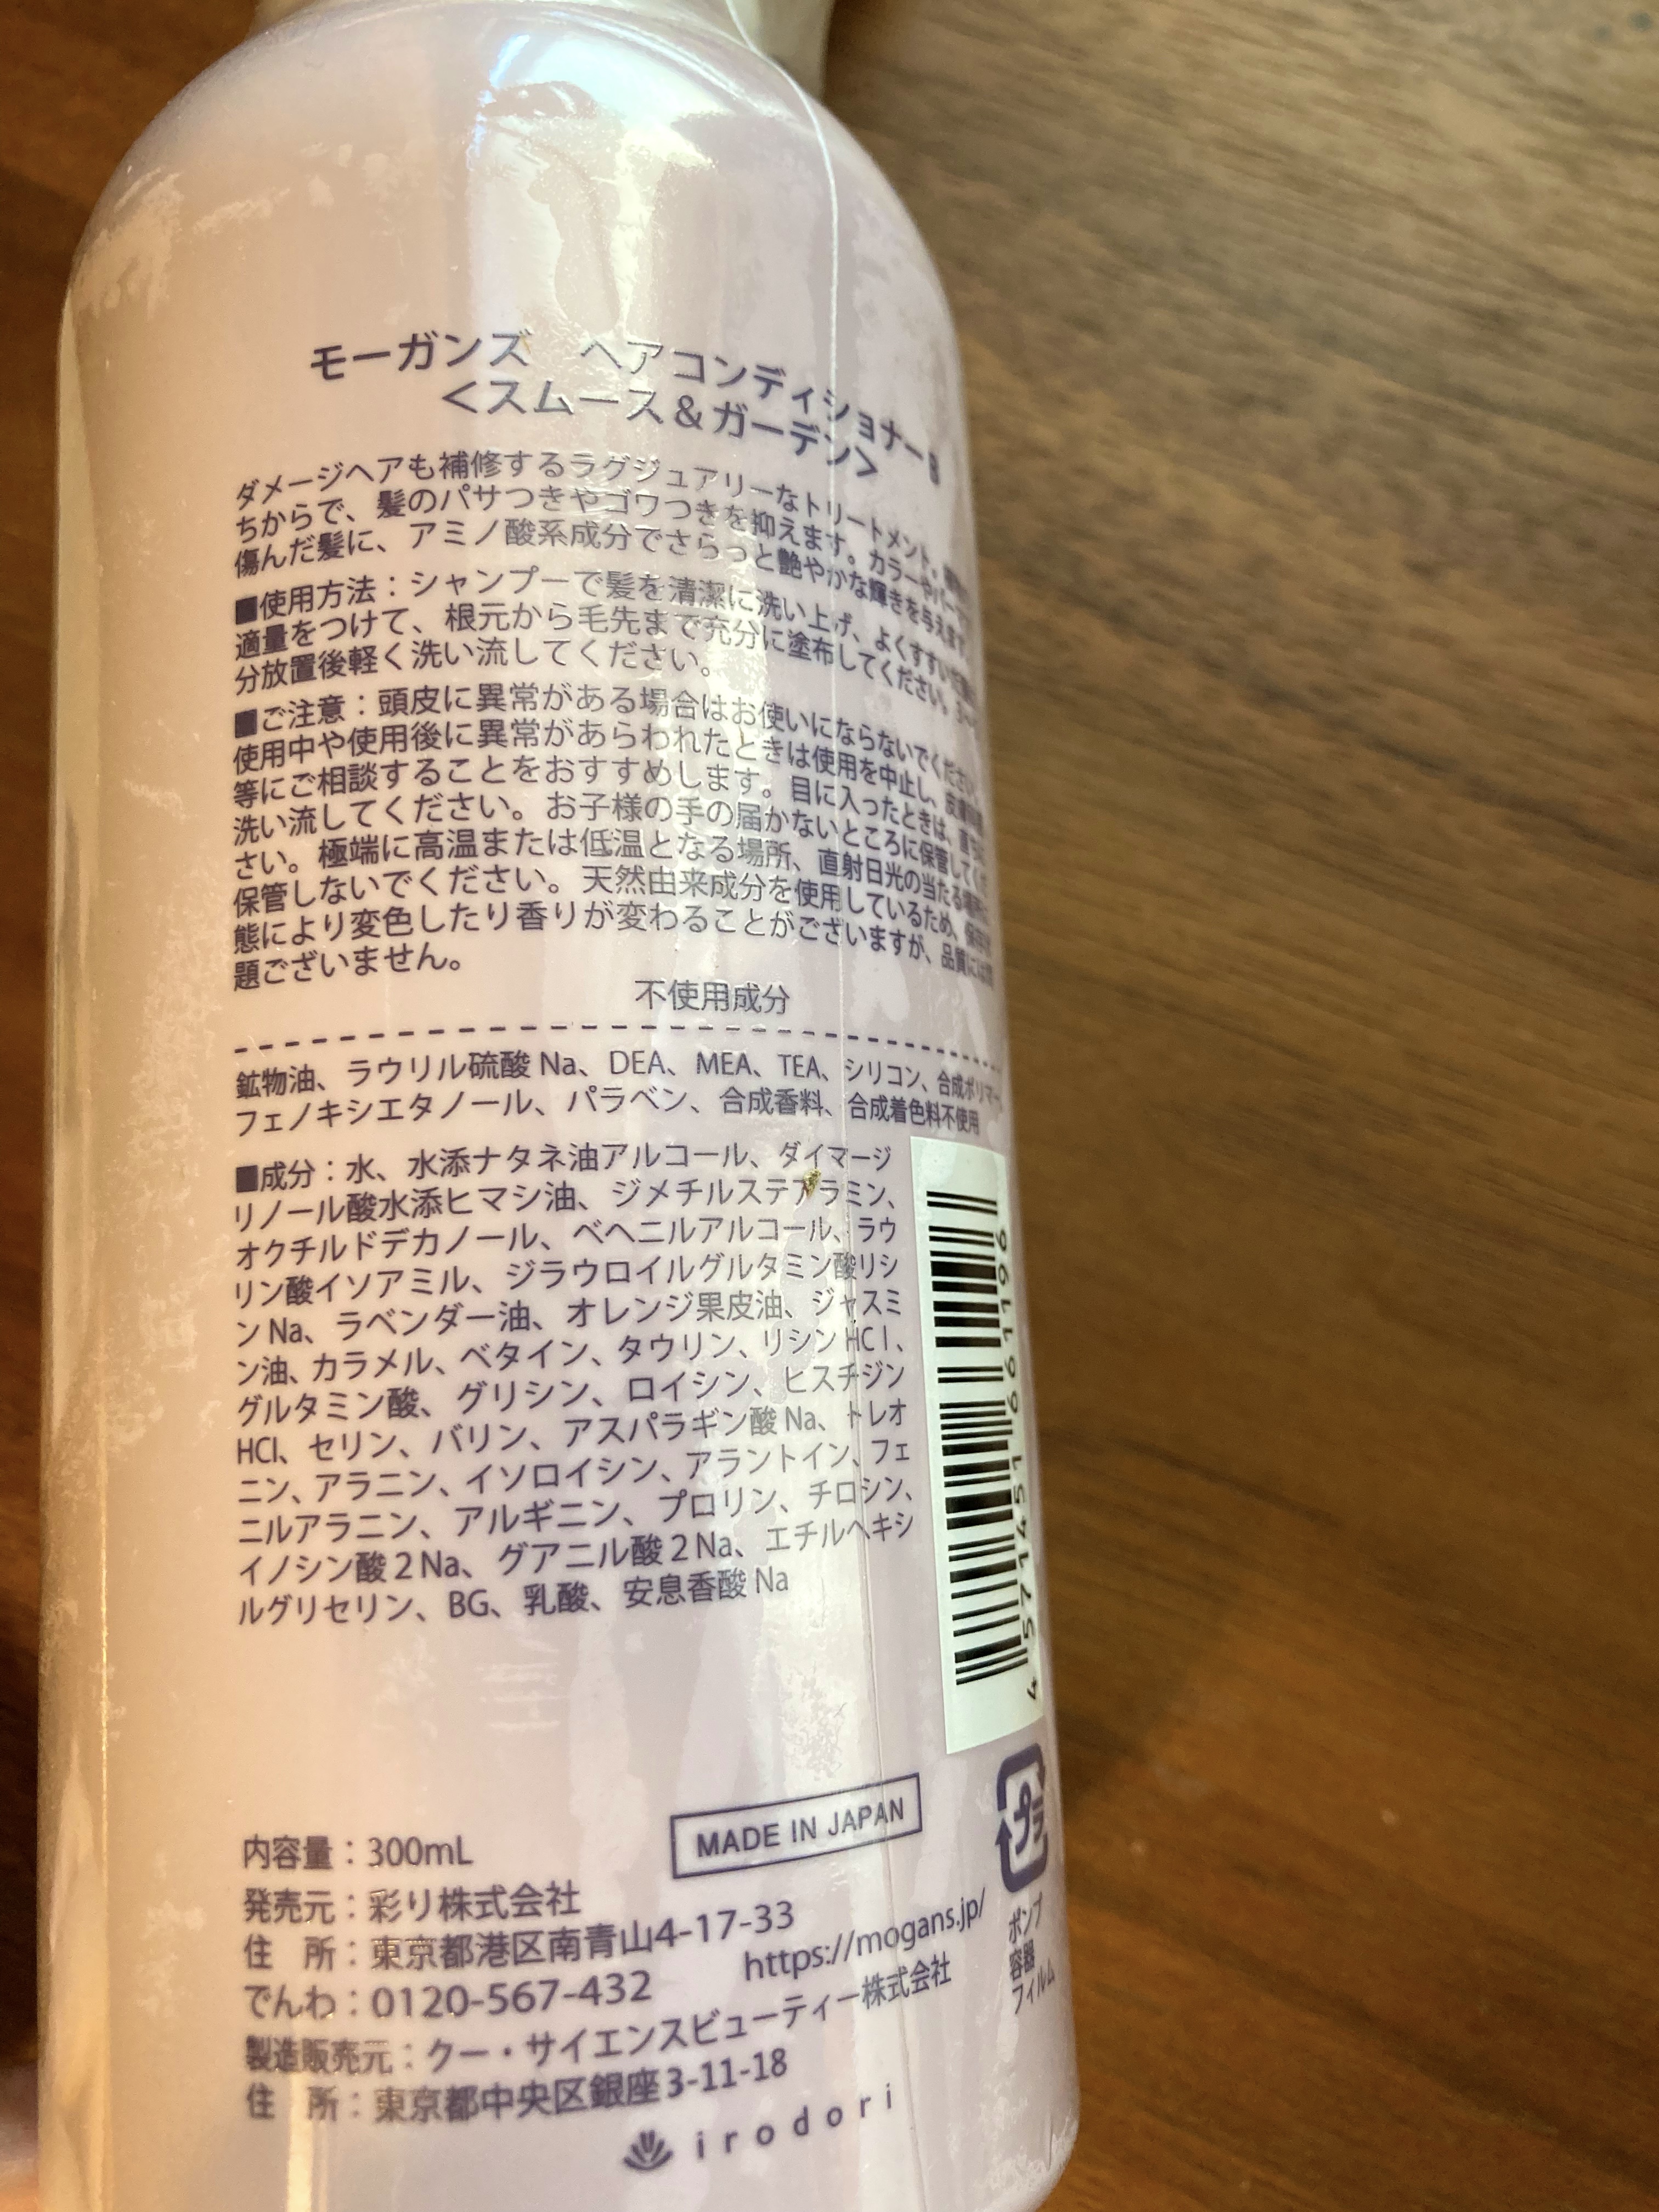 モーガンズ　ヘアコンディショナー
＜スムース＆ガーデン＞
ダメージヘアも補修するラグジュアリーなトリートメント。
ちからで、髪のパサつきやゴワつきを抑えます。カラーやパーマで
傷んだ髪に、アミノ酸系成分でさらっと艶やかな輝きを与えます。
■使用方法：シャンプーで髪を清潔に洗い上げ、よくすすいだ後に
適量をつけて、根元から毛先まで充分に塗布してください。
分放置後軽く洗い流してください。
■ご注意：頭皮に異常がある場合はお使いにならないでください。
使用中や使用後に異常があらわれたときは使用を中止し、皮膚科医
等にご相談することをおすすめします。目に入ったときは、直ちに
洗い流してください。お子様の手の届かないところに保管してくだ
さい。極端に高温または低温となる場所、直射日光の当たる場所に
保管しないでください。天然由来成分を使用しているため、保存状
態により変色したり香りが変わることがございますが、品質には問
題ございません。
不使用成分
鉱物油、ラウリル硫酸 Na、DEA、MEA、TEA、シリコン、合成ポリマー、
フェノキシエタノール、パラベン、合成香料、合成着色料不使用
■成分：水、水添ナタネ油アルコール、ダイマージ
リノール酸水添ヒマシ油、ジメチルステアラミン、
オクチルドデカノール、ベヘニルアルコール、ラウ
リン酸イソアミル、ジラウロイルグルタミン酸リシ
ン Na、ラベンダー油、オレンジ果皮油、ジャスミ
ン油、カラメル、ベタイン、タウリン、リシン HCl、
グルタミン酸、グリシン、ロイシン、ヒスチジン
HCl、セリン、バリン、アスパラギン酸 Na、トレオ
ニン、アラニン、イソロイシン、アラントイン、フェ
ニルアラニン、アルギニン、プロリン、チロシン、
イノシン酸 2 Na、グアニル酸 2 Na、エチルヘキシ
ルグリセリン、BG、乳酸、安息香酸 Na
4 571451 661196
MADE IN JAPAN
プラ
ポンプ
容器
フィルム
内容量：300mL
発売元：彩り株式会社
住　所：東京都港区南青山4-17-33
でんわ：0120-567-432
https://mogans.jp/
製造販売元：クー・サイエンスビューティー株式会社
住　所：東京都中央区銀座3-11-18
irodori